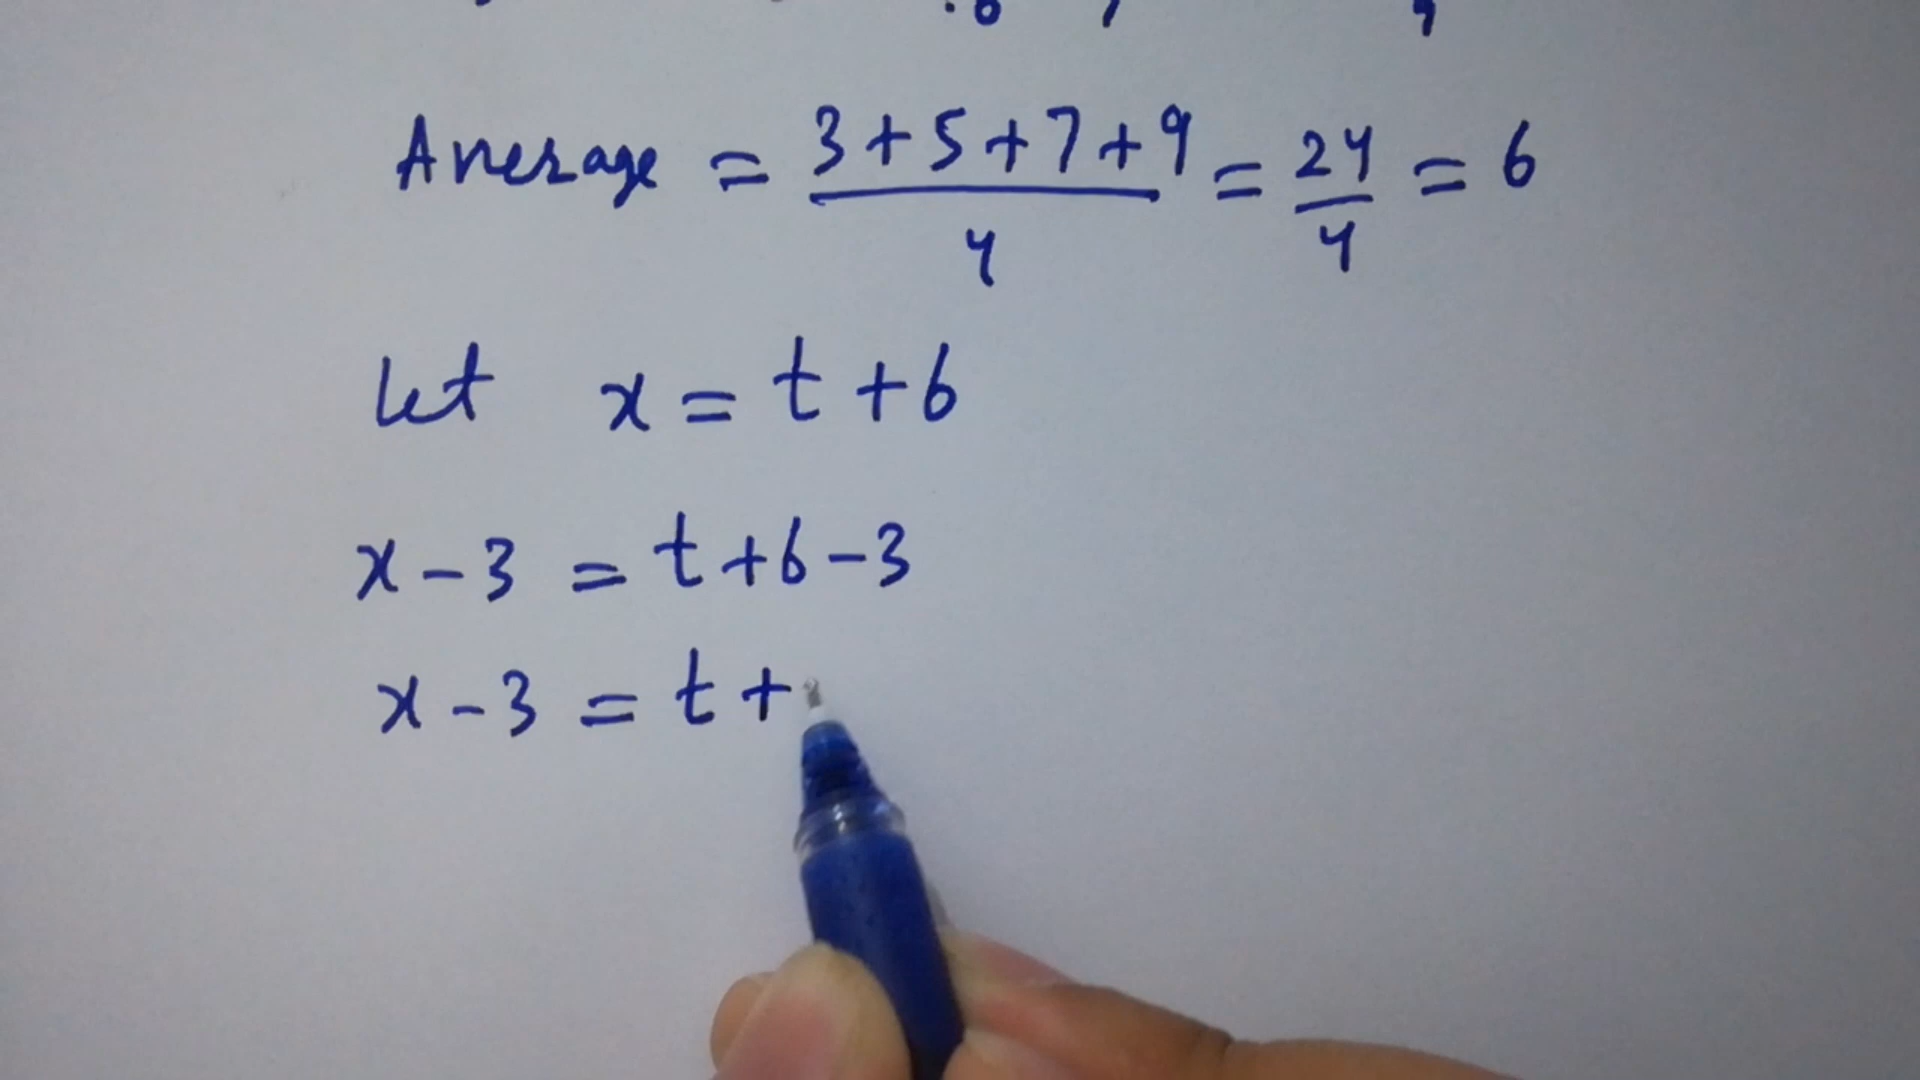 Average = 3+5+7+9/4 = 24/4 = 6
let x = t+6
x-3 = t+6-3
x-3 = t+